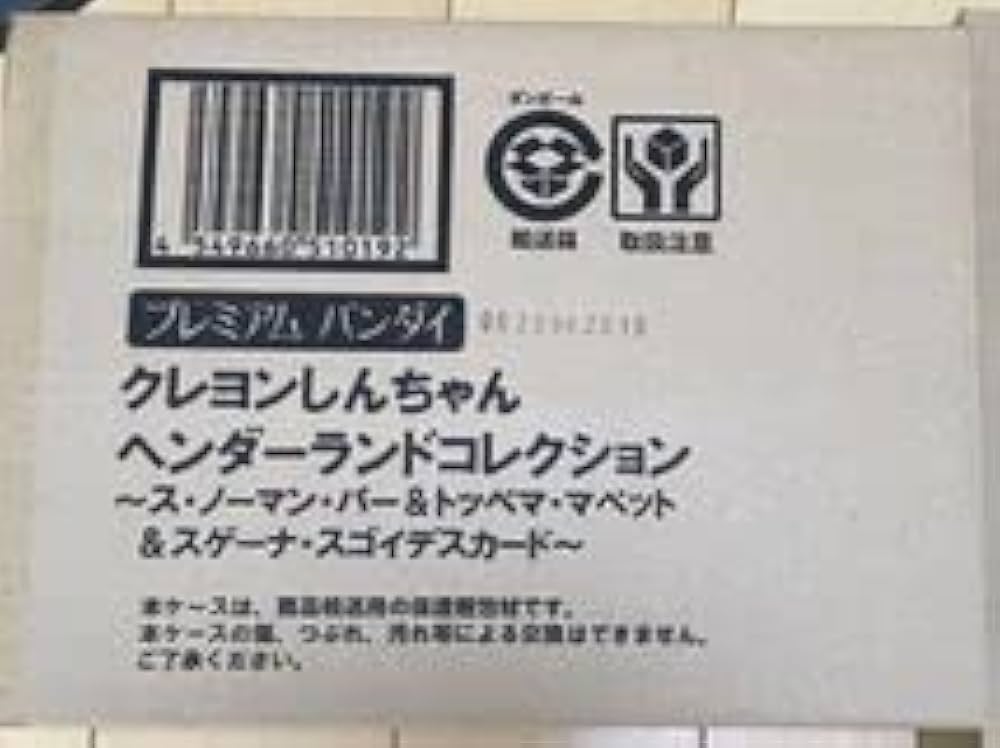 ダンボール
輸送箱
取扱注意
4 549660 510192
プレミアム バンダイ
クレヨンしんちゃん
ヘンダーランドコレクション
～ス・ノーマン・パー&トッペマ・マペット
&スゲーナ・スゴイデスカード～
本ケースは、商品輸送用の保護梱包材です。
本ケースの傷、つぶれ、汚れ等による交換はできません。
ご了承ください。